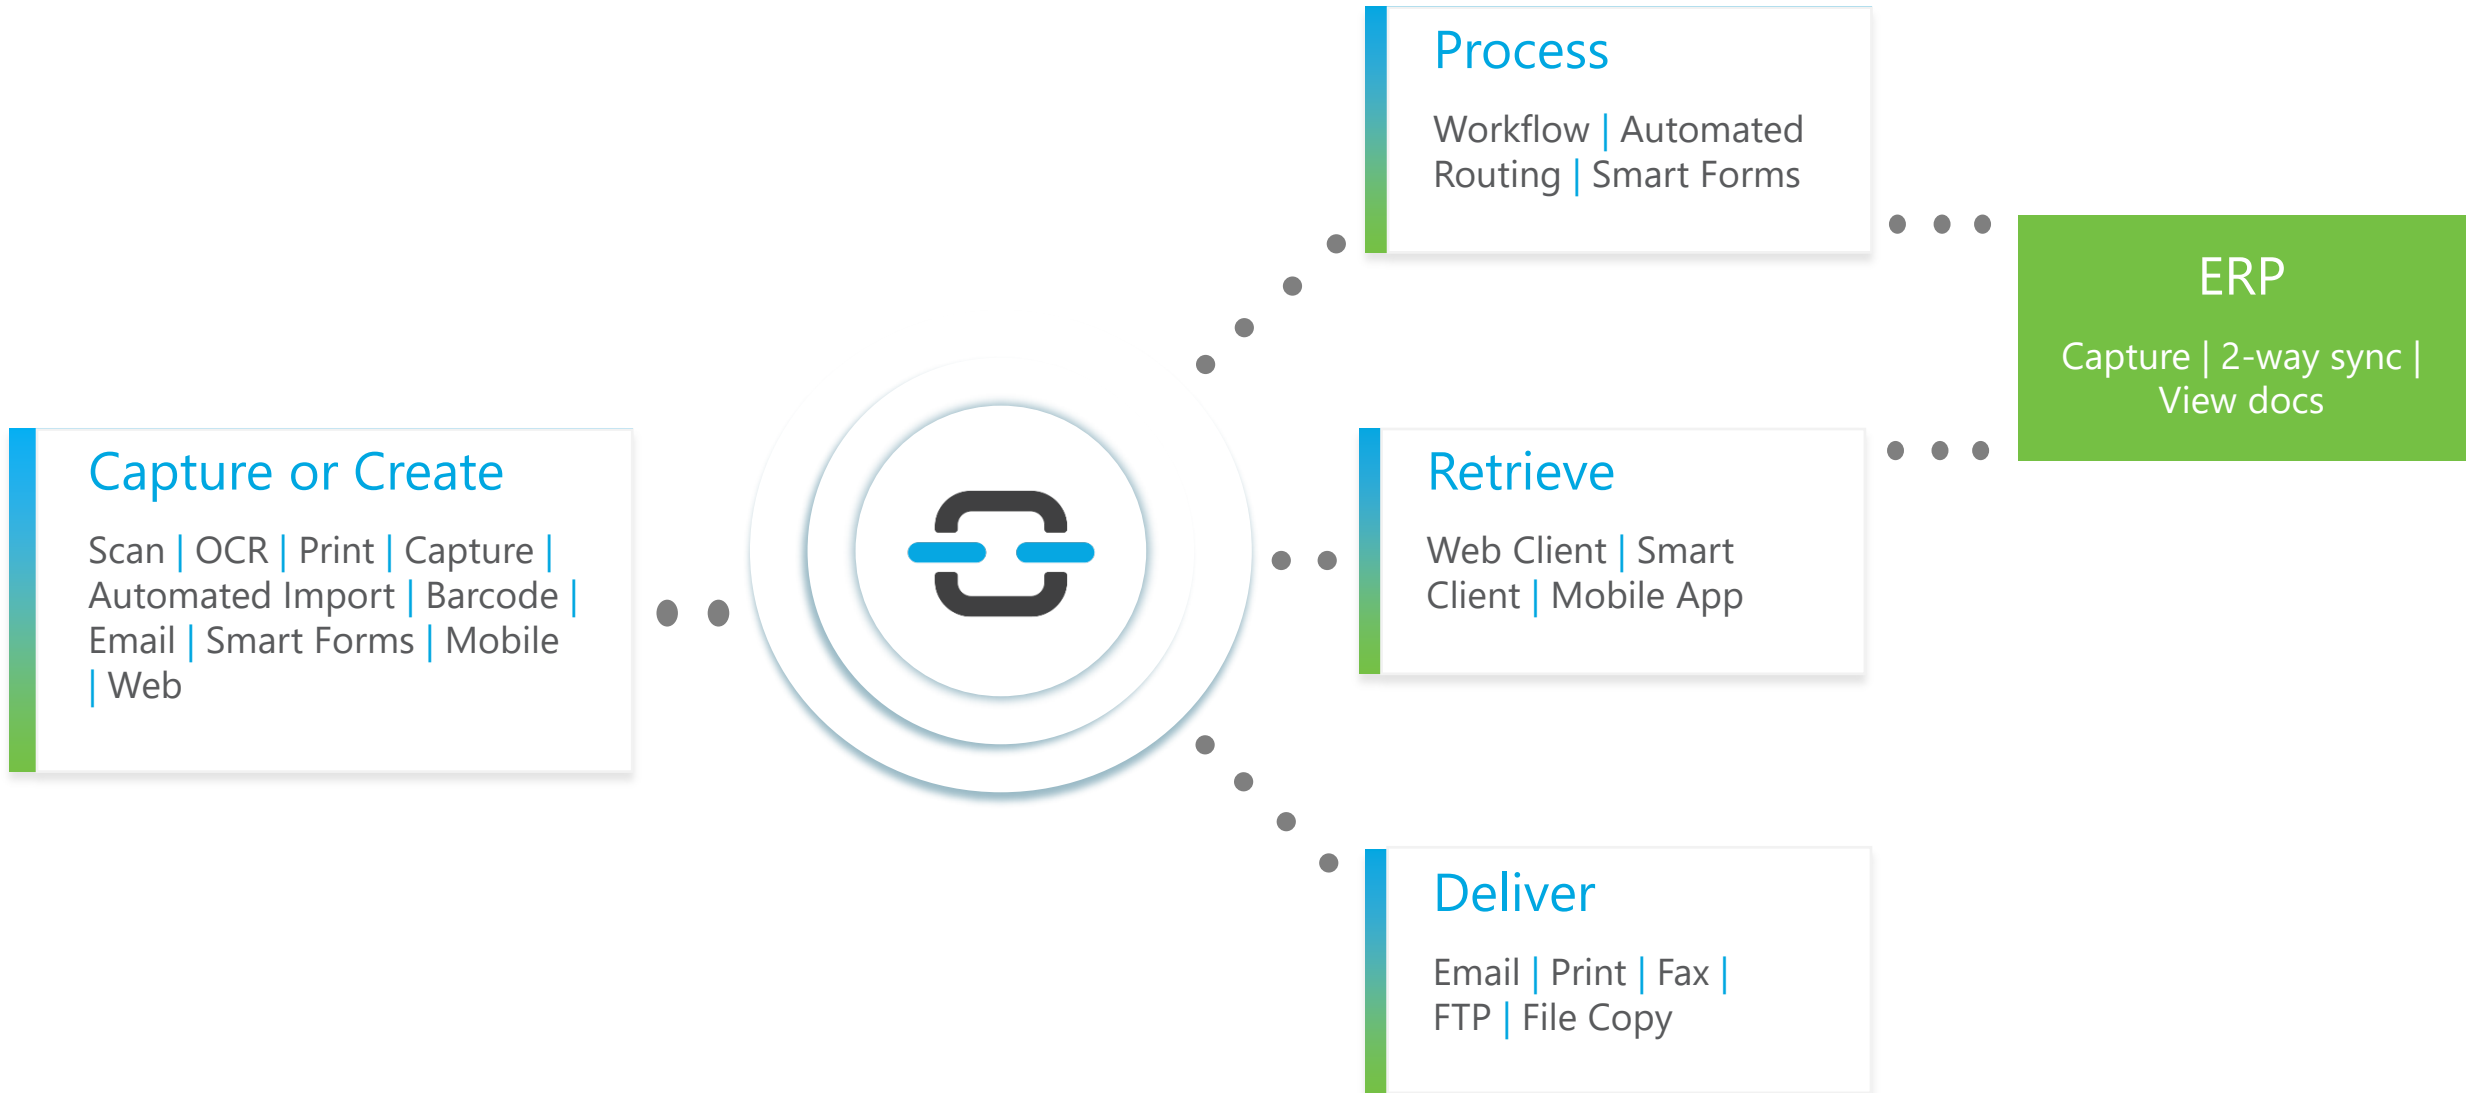 Process
Workflow | Automated
Routing | Smart Forms
ERP
Capture | 2-way sync |
View docs
Capture or Create
Scan | OCR | Print | Capture |
Automated Import | Barcode |
Email | Smart Forms | Mobile
| Web
Retrieve
Web Client | Smart
Client | Mobile App
Deliver
Email | Print | Fax |
FTP | File Copy